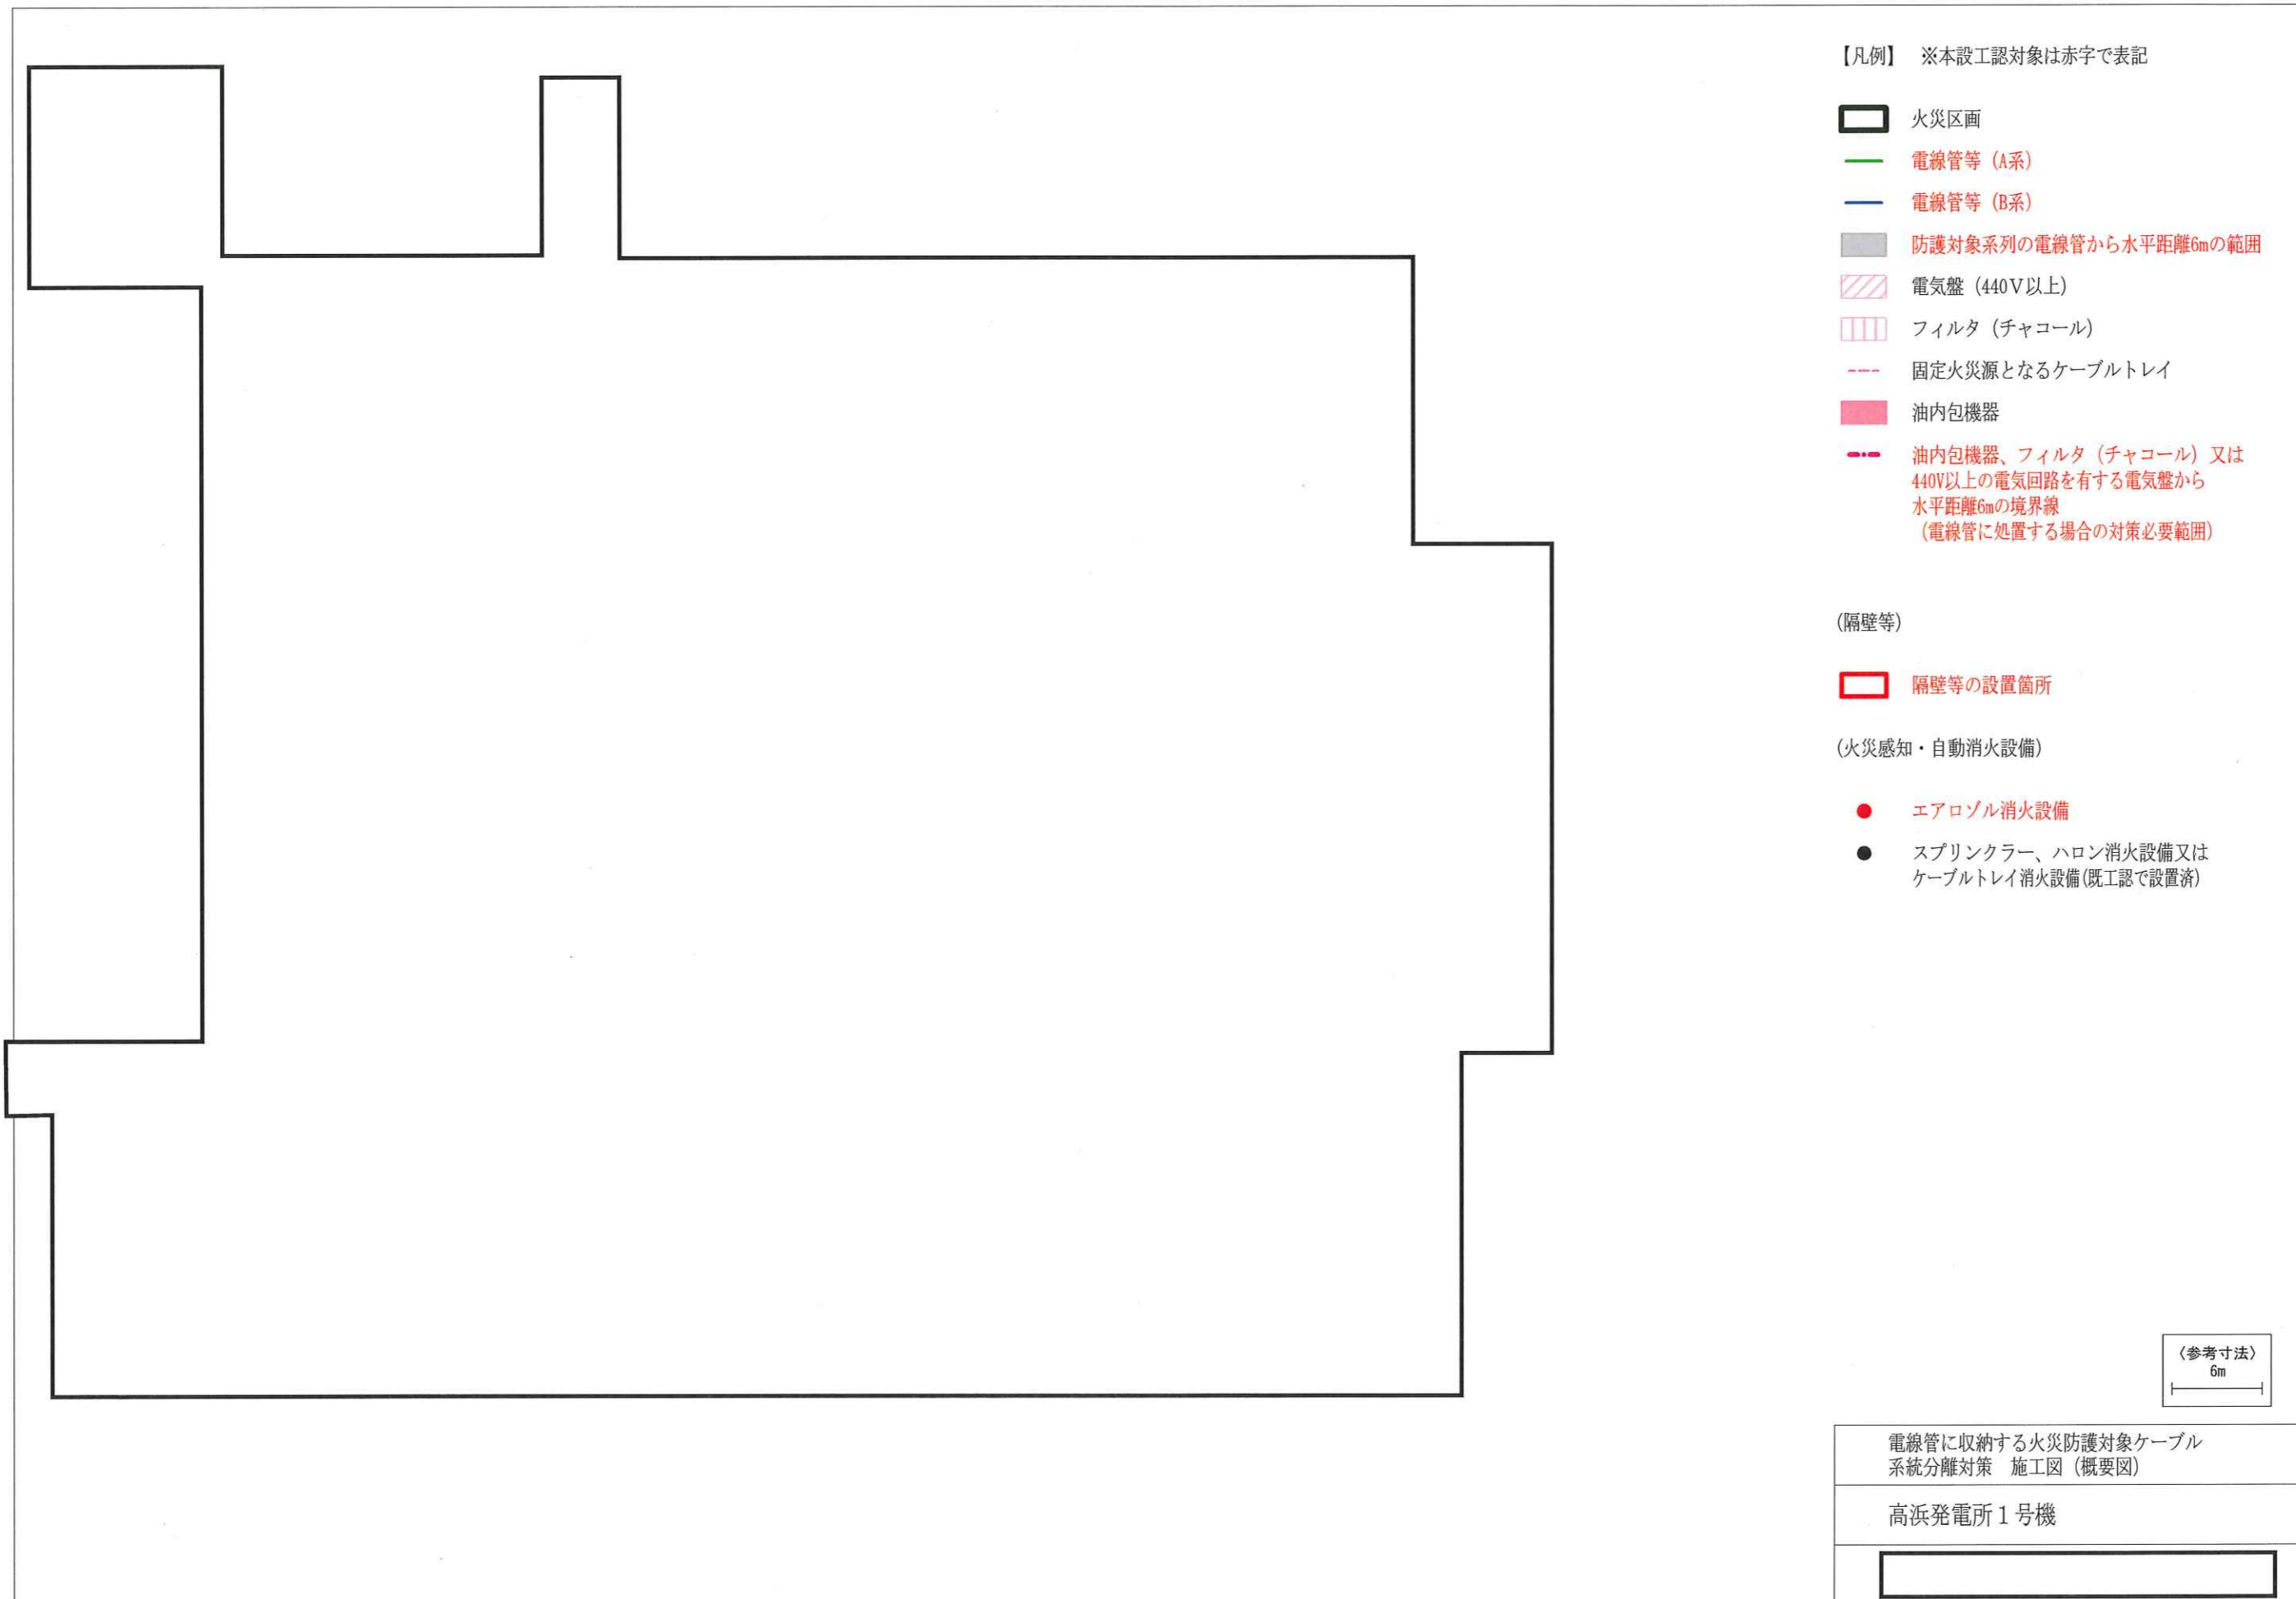 【凡例】 ※本設工認対象は赤字で表記
火災区画
電線管等（A系）
電線管等（B系）
防護対象系列の電線管から水平距離6mの範囲
電気盤（440Ｖ以上）
フィルタ（チャコール）
固定火災源となるケーブルトレイ
油内包機器
油内包機器、フィルタ（チャコール）又は
440V以上の電気回路を有する電気盤から
水平距離6mの境界線
（電線管に処置する場合の対策必要範囲）
(隔壁等)
隔壁等の設置箇所
(火災感知・自動消火設備)
エアロゾル消火設備
スプリンクラー、ハロン消火設備又は
ケーブルトレイ消火設備(既工認で設置済)
〈参考寸法〉
6m
電線管に収納する火災防護対象ケーブル
系統分離対策 施工図（概要図）
高浜発電所１号機